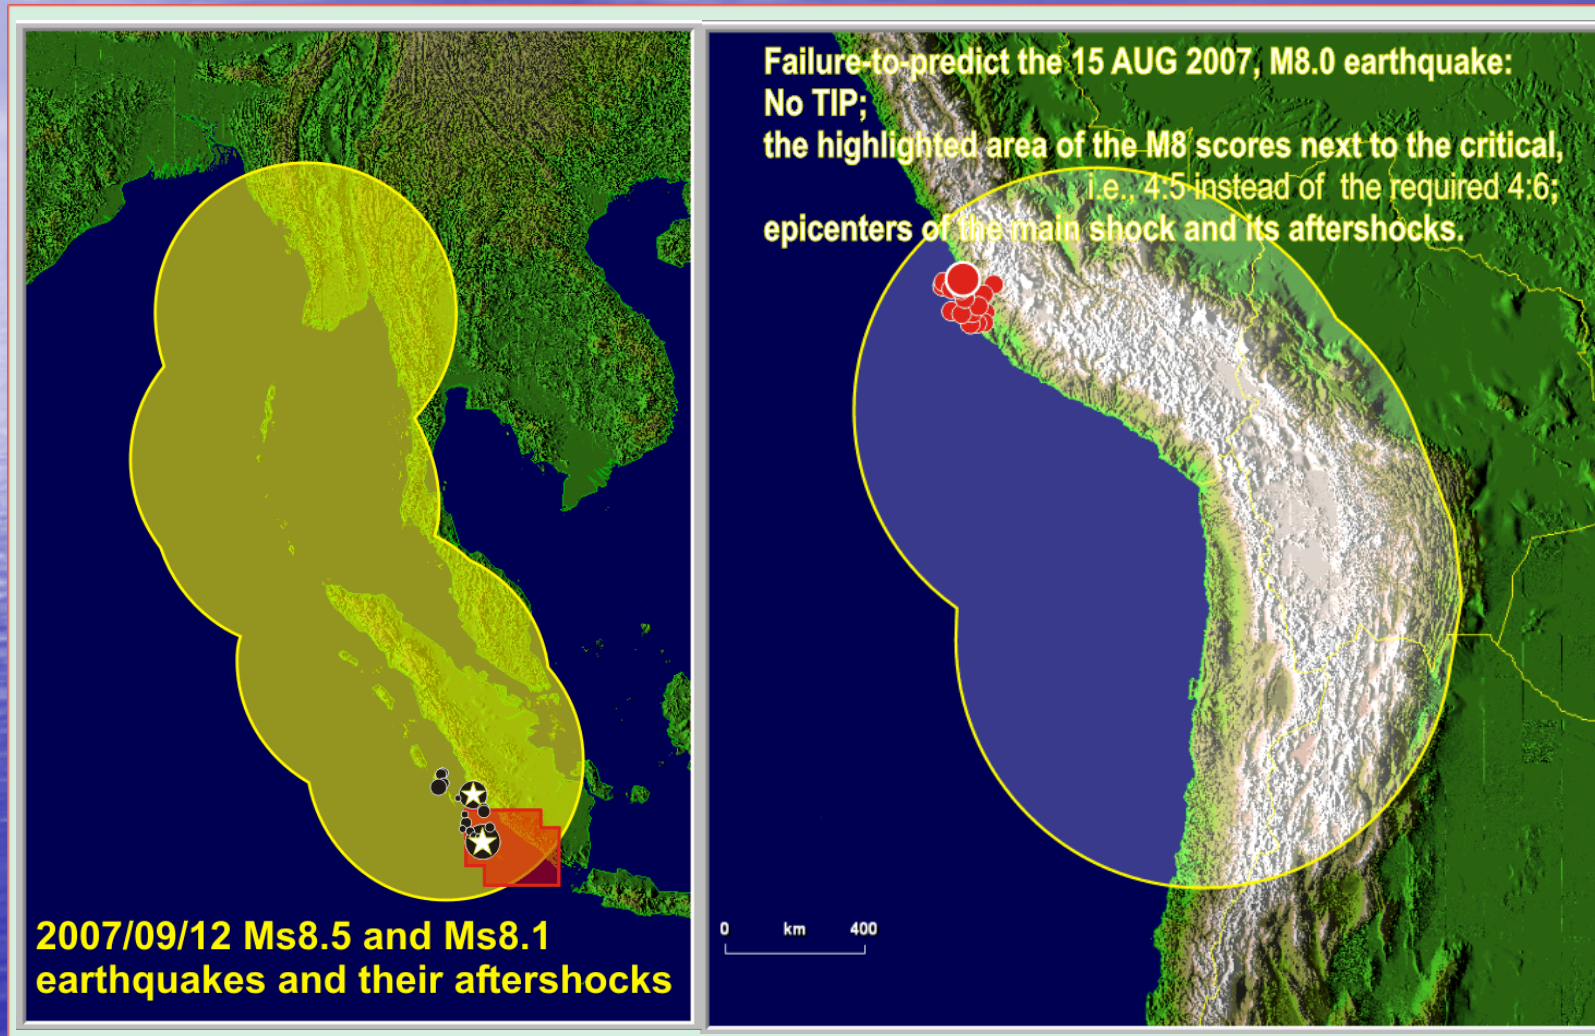 2007/09/12 Ms8.5 and Ms8.1
earthquakes and their aftershocks
Failure-to-predict the 15 AUG 2007, M8.0 earthquake:
No TIP;
the highlighted area of the M8 scores next to the critical,
i.e., 4:5 instead of the required 4:6;
epicenters of the main shock and its aftershocks.
0 km 400